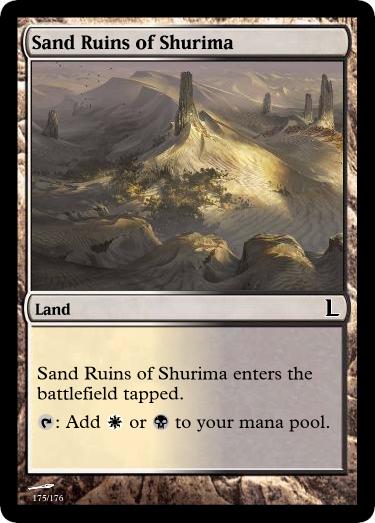 Sand Ruins of Shurima
Land L
Sand Ruins of Shurima enters the
battlefield tapped.
: Add or to your mana pool.
175/176